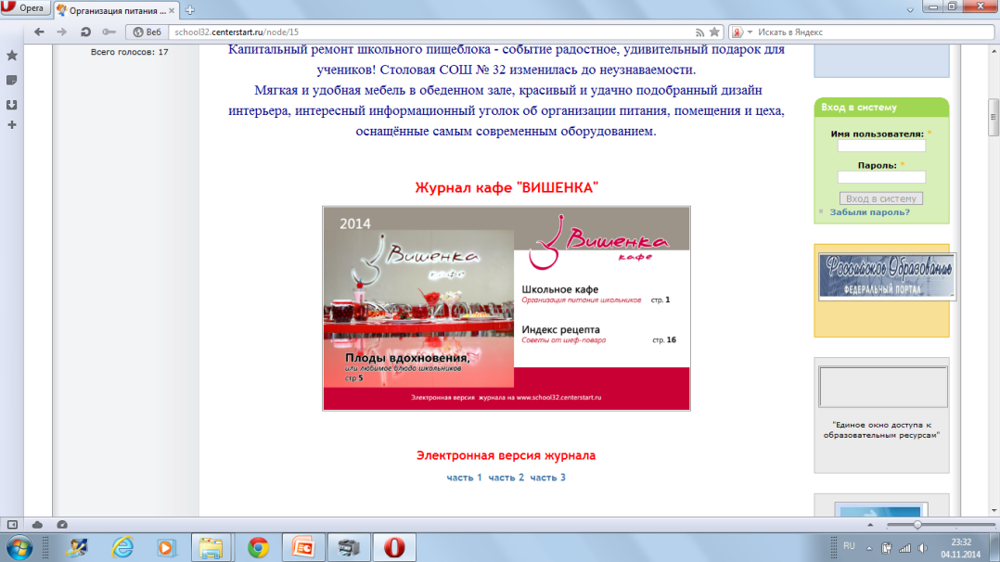 Opera
Организация питания ...
Веб
school32.centerstart.ru/node/15
Искать в Яндекс
Всего голосов: 17
Капитальный ремонт школьного пищеблока - событие радостное, удивительный подарок для
учеников! Столовая СОШ № 32 изменилась до неузнаваемости.
Мягкая и удобная мебель в обеденном зале, красивый и удачно подобранный дизайн
интерьера, интересный информационный уголок об организации питания, помещения и цеха,
оснащённые самым современным оборудованием.
Журнал кафе "ВИШЕНКА"
2014
Вишенка
кафе
Плоды вдохновения,
или любимое блюдо школьников
стр 5
Вишенка
кафе
Школьное кафе
Организация питания школьников стр. 1
Индекс рецепта
Советы от шеф-повара стр. 16
Электронная версия журнала на www.school32.centerstart.ru
Электронная версия журнала
часть 1 часть 2 часть 3
Вход в систему
Имя пользователя: *
Пароль: *
Вход в систему
Забыли пароль?
Российское Образование
ФЕДЕРАЛЬНЫЙ ПОРТАЛ
"Единое окно доступа к
образовательным ресурсам"
RU
23:32
04.11.2014